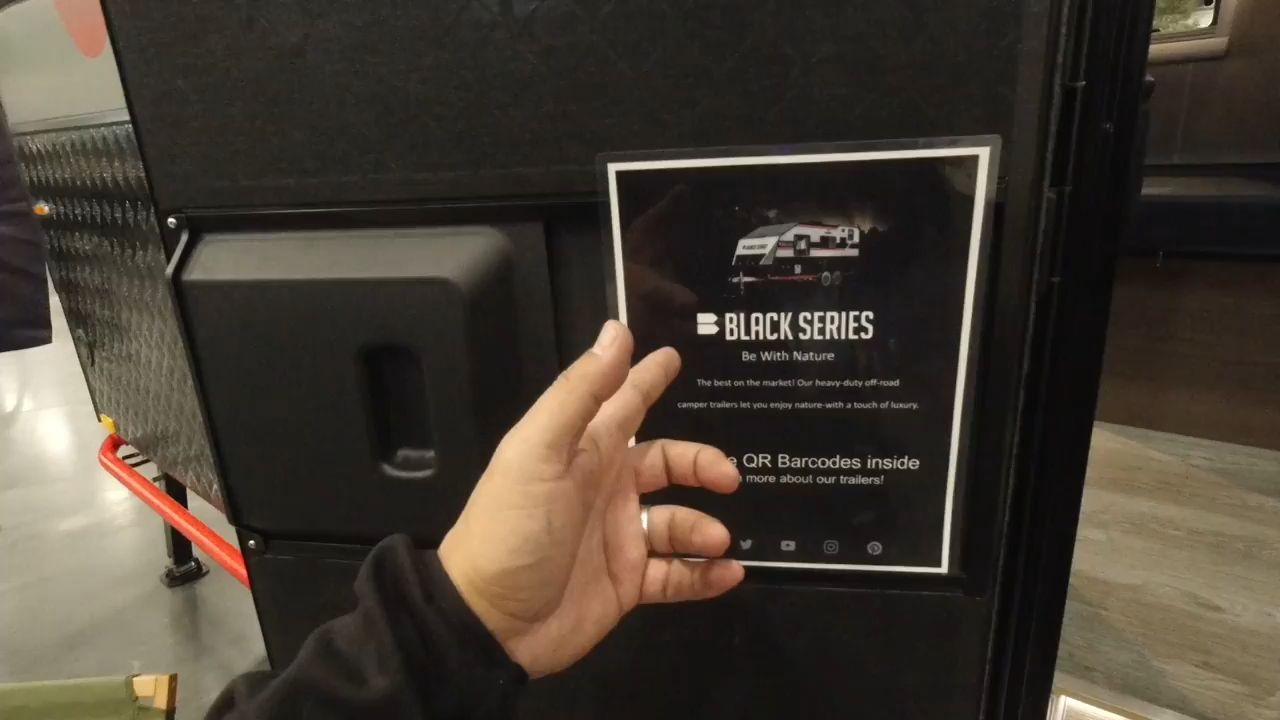 BLACK SERIES
Be With Nature
The best on the market! Our heavy-duty off-road
camper trailers let you enjoy nature-with a touch of luxury.
QR Barcodes inside
more about our trailers!